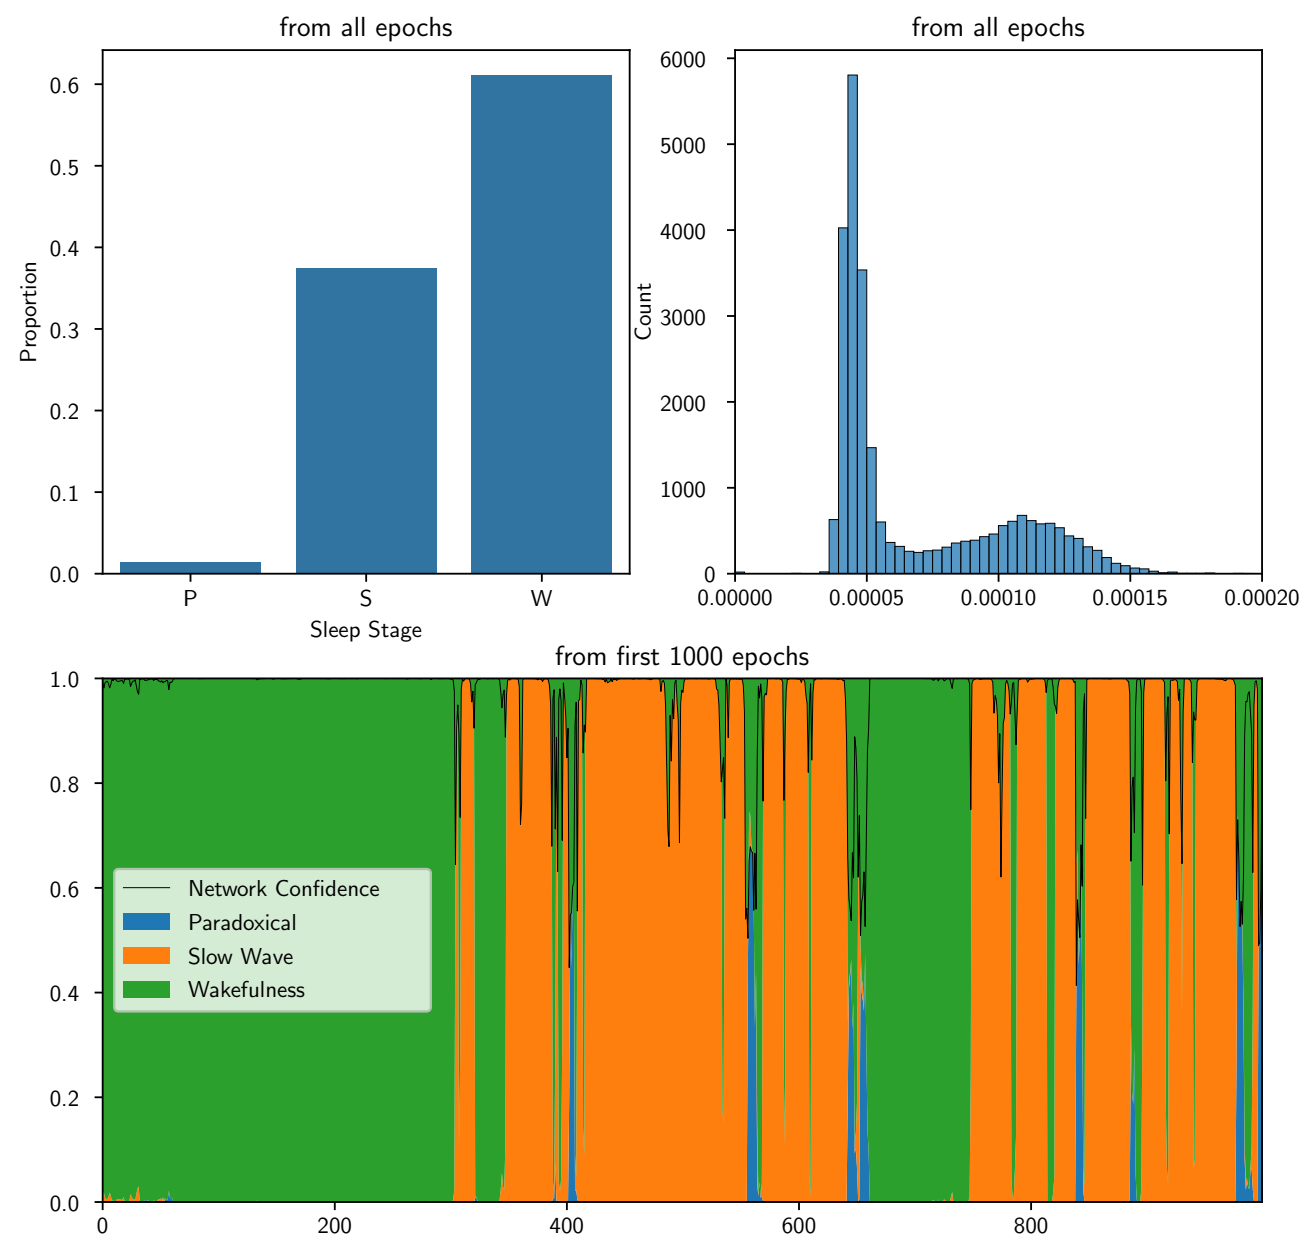 from all epochs
0.6
0.5
0.4
0.3
0.2
0.1
0.0
Proportion
P S W
Sleep Stage
from all epochs
6000
5000
4000
3000
2000
1000
0
Count
0.00000 0.00005 0.00010 0.00015 0.00020
from first 1000 epochs
1.0
0.8
0.6
0.4
0.2
0.0
Network Confidence
Paradoxical
Slow Wave
Wakefulness
0 200 400 600 800